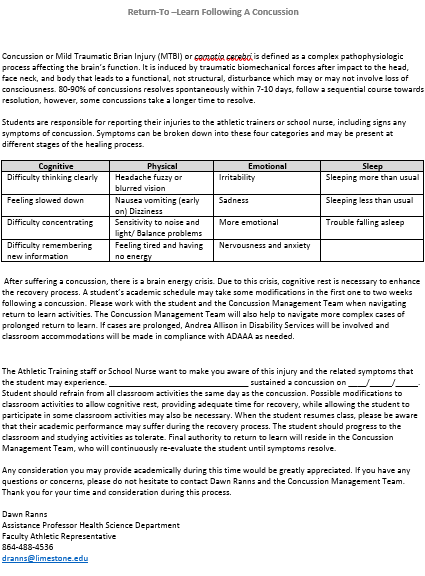 Return-To –Learn Following A Concussion
Concussion or Mild Traumatic Brian Injury (MTBI) or comotio cerebri is defined as a complex pathophysiologic
process affecting the brain's function. It is induced by traumatic biomechanical forces after impact to the head,
face neck, and body that leads to a functional, not structural, disturbance which may or may not involve loss of
consciousness. 80-90% of concussions resolves spontaneously within 7-10 days, follow a sequential course towards
resolution, however, some concussions take a longer time to resolve.
Students are responsible for reporting their injuries to the athletic trainers or school nurse, including signs any
symptoms of concussion. Symptoms can be broken down into these four categories and may be present at
different stages of the healing process.
Cognitive Physical Emotional Sleep
Difficulty thinking clearly Headache fuzzy or Irritability Sleeping more than usual
blurred vision
Feeling slowed down Nausea vomiting (early Sadness Sleeping less than usual
on) Dizziness
Difficulty concentrating Sensitivity to noise and More emotional Trouble falling asleep
light/ Balance problems
Difficulty remembering Feeling tired and having Nervousness and anxiety
new information no energy
After suffering a concussion, there is a brain energy crisis. Due to this crisis, cognitive rest is necessary to enhance
the recovery process. A student's academic schedule may take some modifications in the first one to two weeks
following a concussion. Please work with the student and the Concussion Management Team when navigating
return to learn activities. The Concussion Management Team will also help to navigate more complex cases of
prolonged return to learn. If cases are prolonged, Andrea Allison in Disability Services will be involved and
classroom accommodations will be made in compliance with ADAAA as needed.
The Athletic Training staff or School Nurse want to make you aware of this injury and the related symptoms that
the student may experience. ______________________________ sustained a concussion on ____/_____/_____.
Student should refrain from all classroom activities the same day as the concussion. Possible modifications to
classroom activities to allow cognitive rest, providing adequate time for recovery, while allowing the student to
participate in some classroom activities may also be necessary. When the student resumes class, please be aware
that their academic performance may suffer during the recovery process. The student should progress to the
classroom and studying activities as tolerate. Final authority to return to learn will reside in the Concussion
Management Team, who will continuously re-evaluate the student until symptoms resolve.
Any consideration you may provide academically during this time would be greatly appreciated. If you have any
questions or concerns, please do not hesitate to contact Dawn Ranns and the Concussion Management Team.
Thank you for your time and consideration during this process.
Dawn Ranns
Assistance Professor Health Science Department
Faculty Athletic Representative
864-488-4536
dranns@limestone.edu